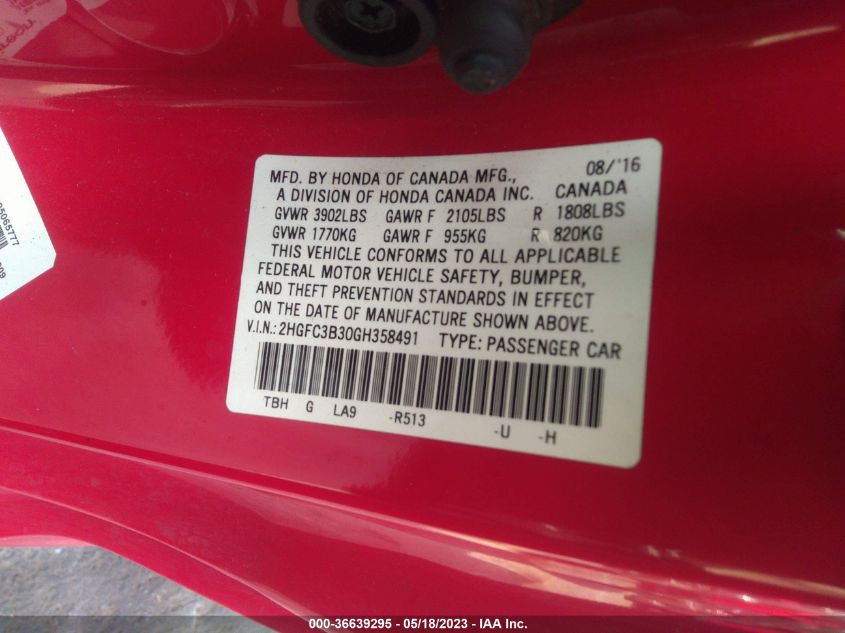 MFD. BY HONDA OF CANADA MFG., 08/'16
A DIVISION OF HONDA CANADA INC. CANADA
GVWR 3902LBS GAWR F 2105LBS R 1808LBS
GVWR 1770KG GAWR F 955KG R 820KG
THIS VEHICLE CONFORMS TO ALL APPLICABLE
FEDERAL MOTOR VEHICLE SAFETY, BUMPER,
AND THEFT PREVENTION STANDARDS IN EFFECT
ON THE DATE OF MANUFACTURE SHOWN ABOVE.
V.I.N.: 2HGFC3B30GH358491 TYPE: PASSENGER CAR
TBH G LA9 -R513 -U -H
000-36639295 - 05/18/2023 - IAA Inc.